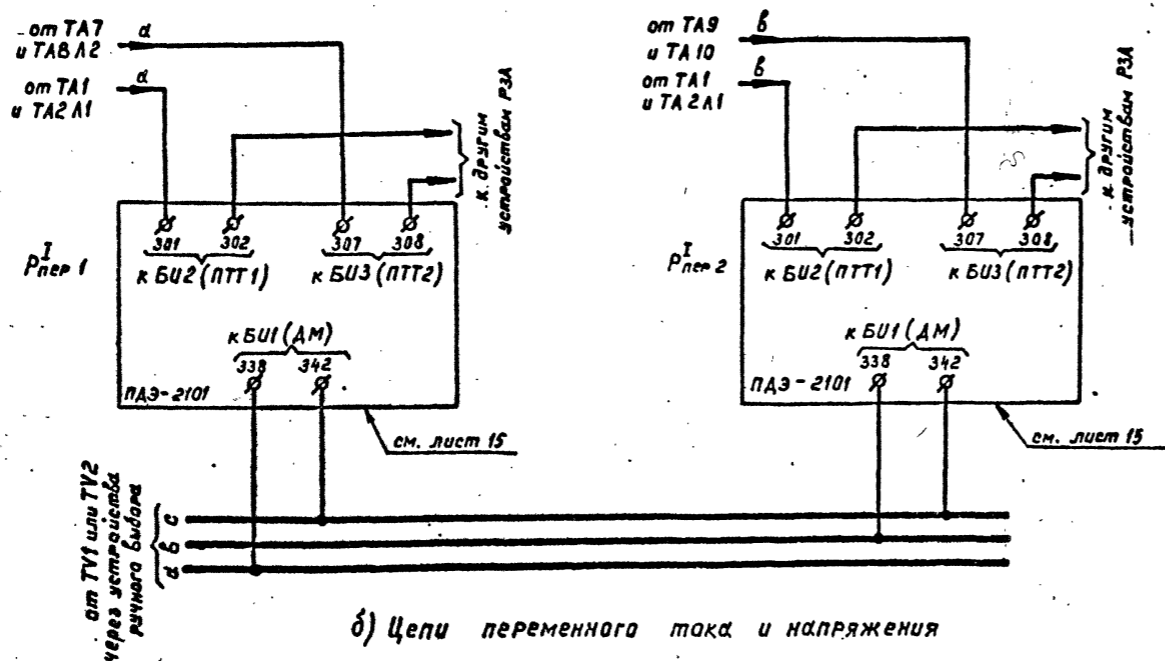 от ТА7
и ТА8 Л2
a
от ТА1
и ТА2 Л1
a
к другим
устройствам РЗА
301 302 307 308
к БИ2 (ПТТ1) к БИ3 (ПТТ2)
Pпер 1
I
к БИ1 (ДМ)
338 342
ПДЭ-2101
см. лист 15
от ТА9
и ТА10
в
от ТА1
и ТА2 Л1
в
к другим
устройствам РЗА
301 302 307 308
к БИ2 (ПТТ1) к БИ3 (ПТТ2)
Pпер 2
I
к БИ1 (ДМ)
338 342
ПДЭ-2101
см. лист 15
от TV1 или TV2
через устройства
ручного выбора
c
b
a
б) Цепи переменного тока и напряжения